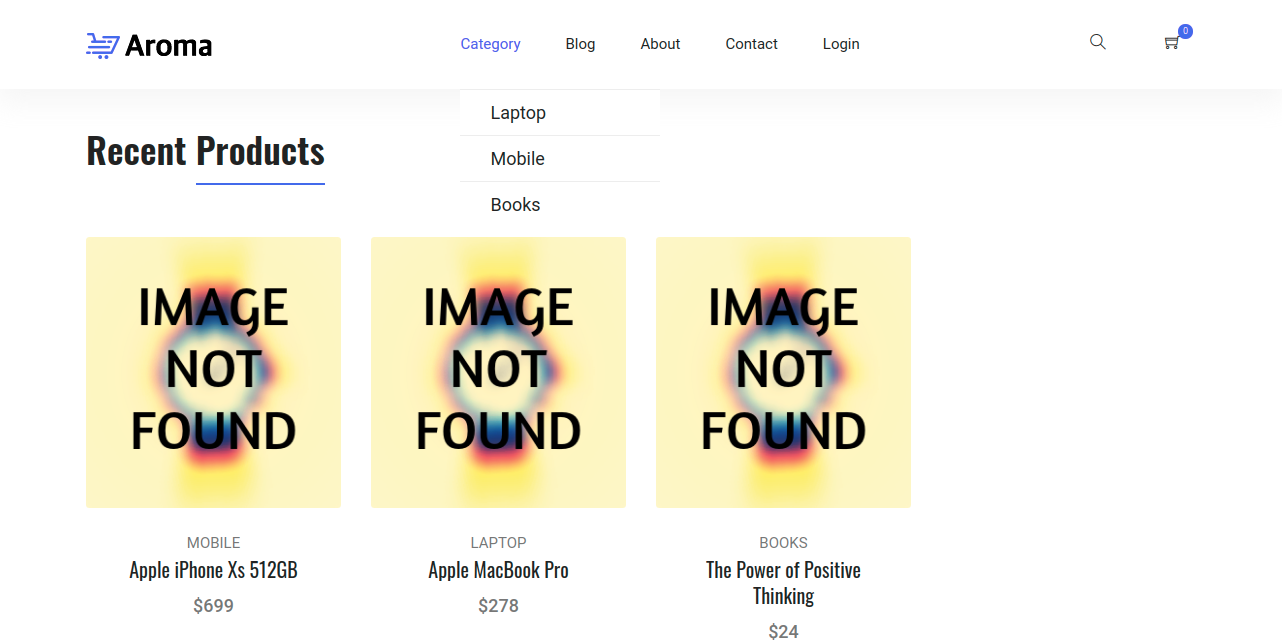 Aroma
Category Blog About Contact Login
0
Laptop
Mobile
Books
Recent Products
IMAGE
NOT
FOUND
IMAGE
NOT
FOUND
IMAGE
NOT
FOUND
MOBILE
Apple iPhone Xs 512GB
$699
LAPTOP
Apple MacBook Pro
$278
BOOKS
The Power of Positive
Thinking
$24